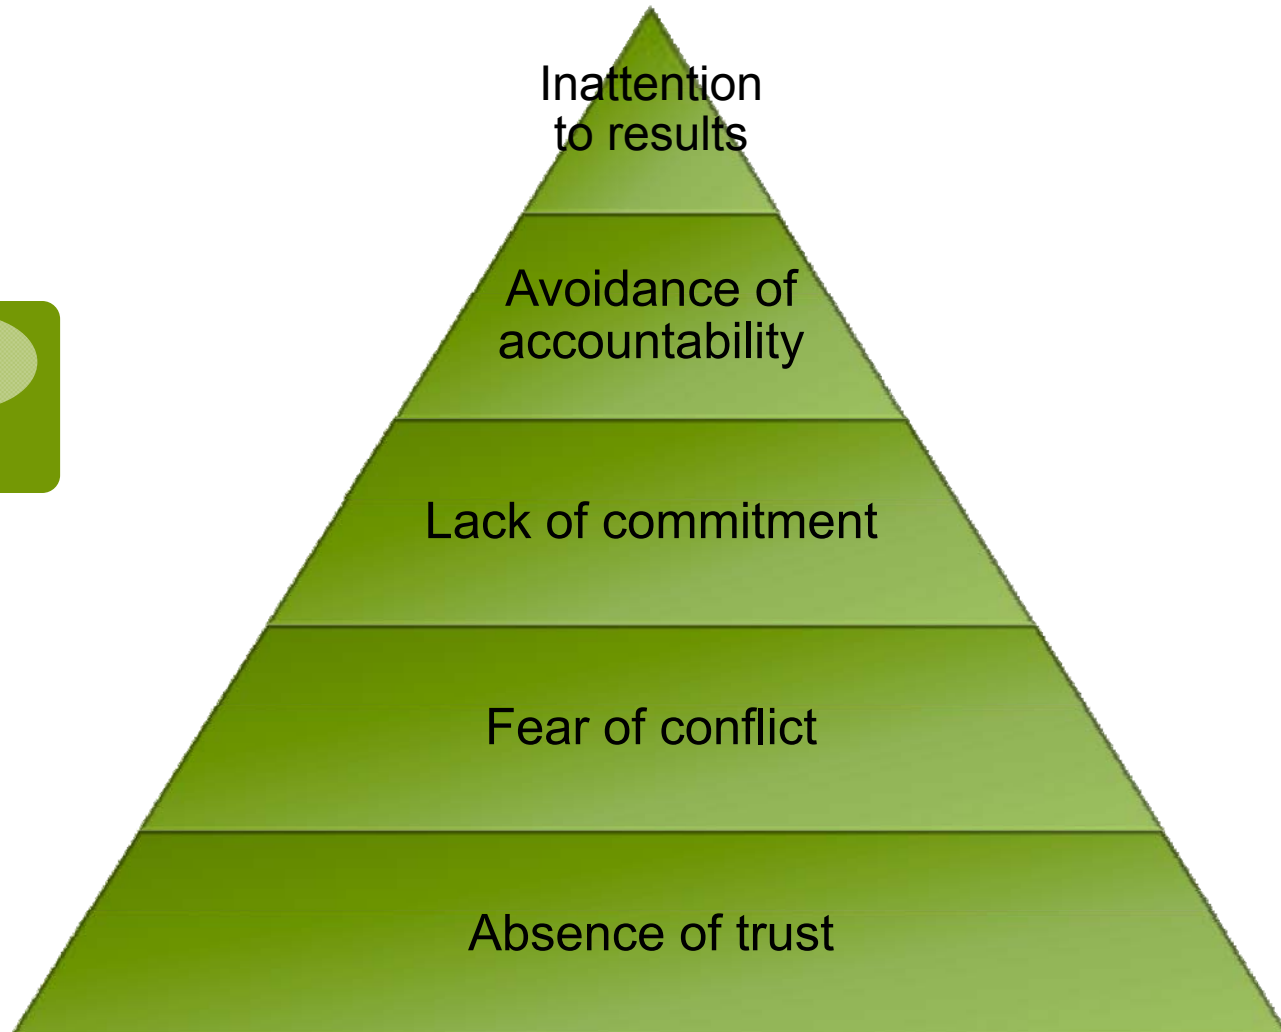 Inattention
to results
Avoidance of
accountability
Lack of commitment
Fear of conflict
Absence of trust